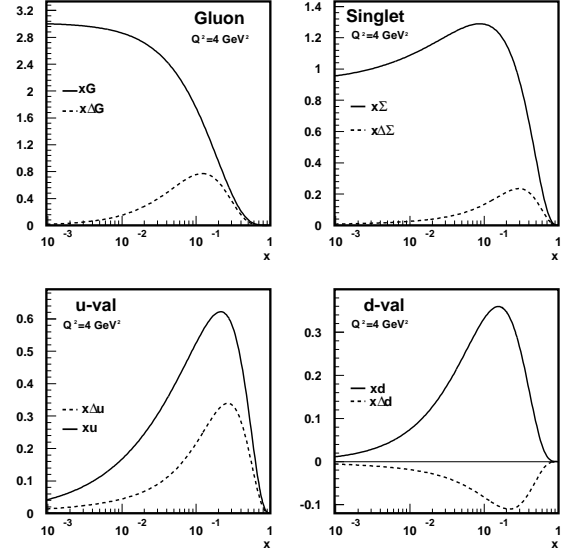 Gluon
Q²=4 GeV²
xG
xΔG
3.2
2.8
2.4
2
1.6
1.2
0.8
0.4
0
10⁻³
10⁻²
10⁻¹
1
x
Singlet
Q²=4 GeV²
xΣ
xΔΣ
1.4
1.2
1
0.8
0.6
0.4
0.2
0
10⁻³
10⁻²
10⁻¹
1
x
u-val
Q²=4 GeV²
xΔu
xu
0.6
0.5
0.4
0.3
0.2
0.1
0
10⁻³
10⁻²
10⁻¹
1
x
d-val
Q²=4 GeV²
xd
xΔd
0.3
0.2
0.1
0
-0.1
10⁻³
10⁻²
10⁻¹
1
x